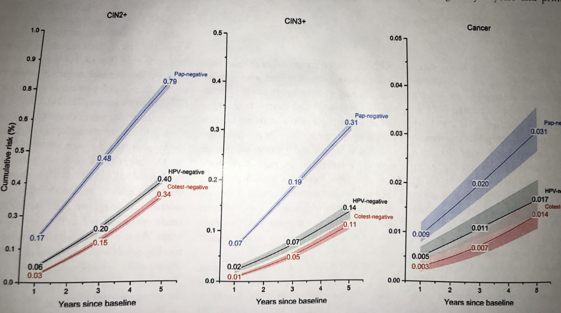 CIN2+
1.0
0.9
0.8
0.6
0.4
0.3
0.1
0.0
Cumulative risk (%)
Pap-negative
0.79
0.48
0.17
HPV-negative
0.40
0.20
0.06
Cotest-negative
0.34
0.15
0.03
1 2 3 4 5
Years since baseline
CIN3+
0.5
0.4
0.3
0.2
0.1
0.0
Pap-negative
0.31
0.19
0.07
HPV-negative
0.14
0.07
0.02
Cotest-negative
0.11
0.05
0.01
1 2 3 4 5
Years since baseline
Cancer
0.05
0.04
0.03
0.02
0.01
0.00
Pap-ne
0.031
0.020
0.009
HPV-n
0.017
0.011
0.005
Cotest
0.014
0.007
0.003
1 2 3 4 5
Years since baseline